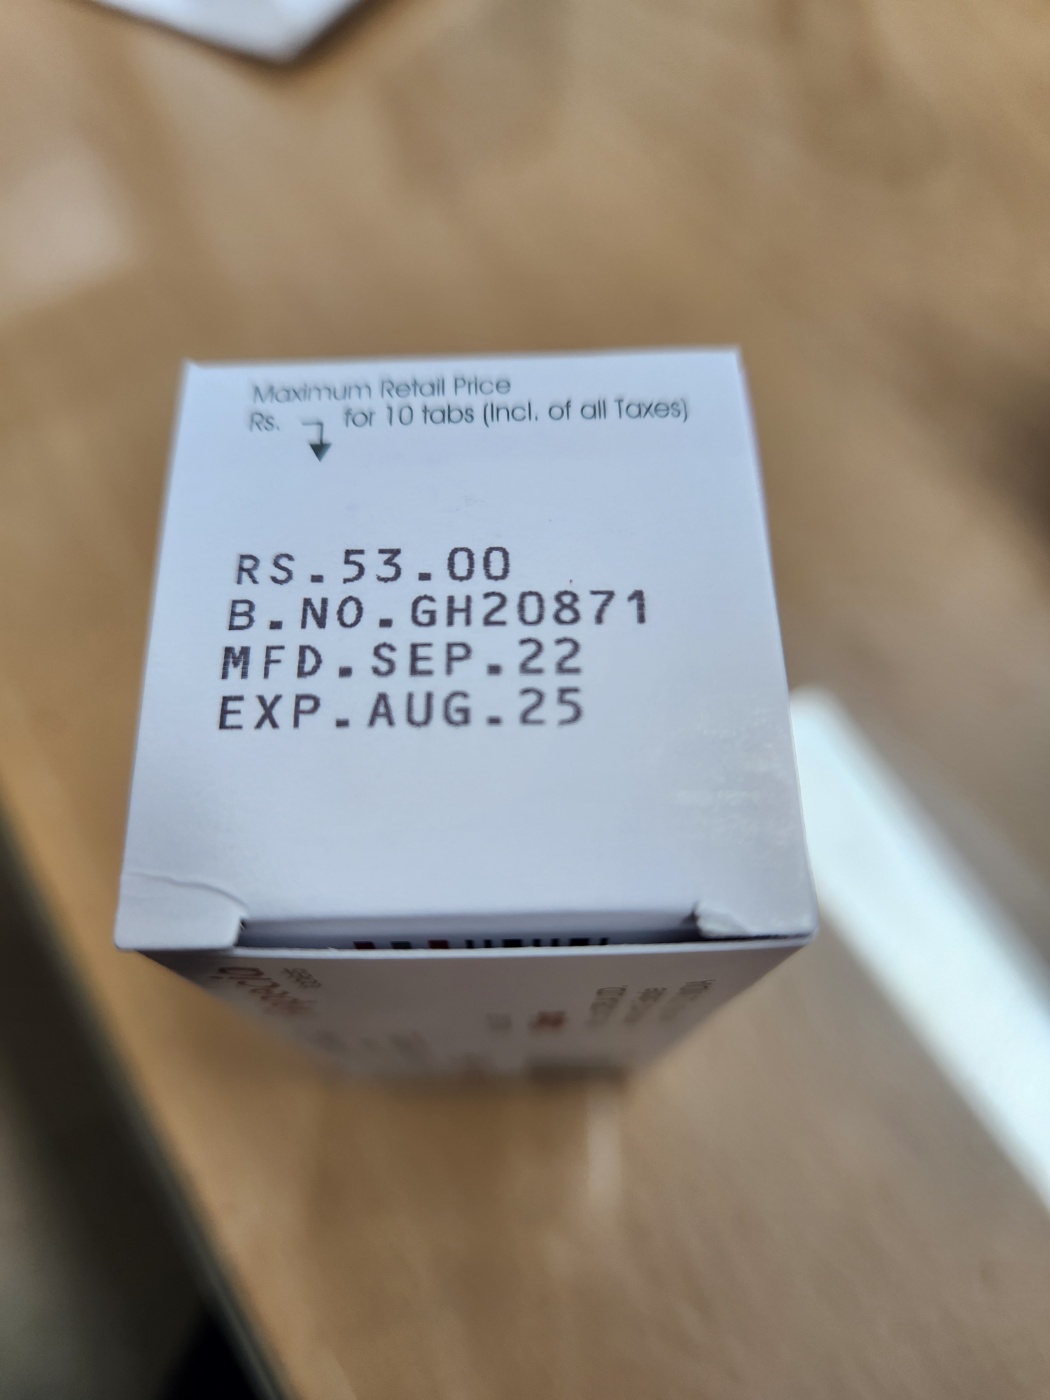 Maximum Retail Price
Rs. for 10 tabs (Incl. of all Taxes)
RS.53.00
B.NO.GH20871
MFD.SEP.22
EXP.AUG.25